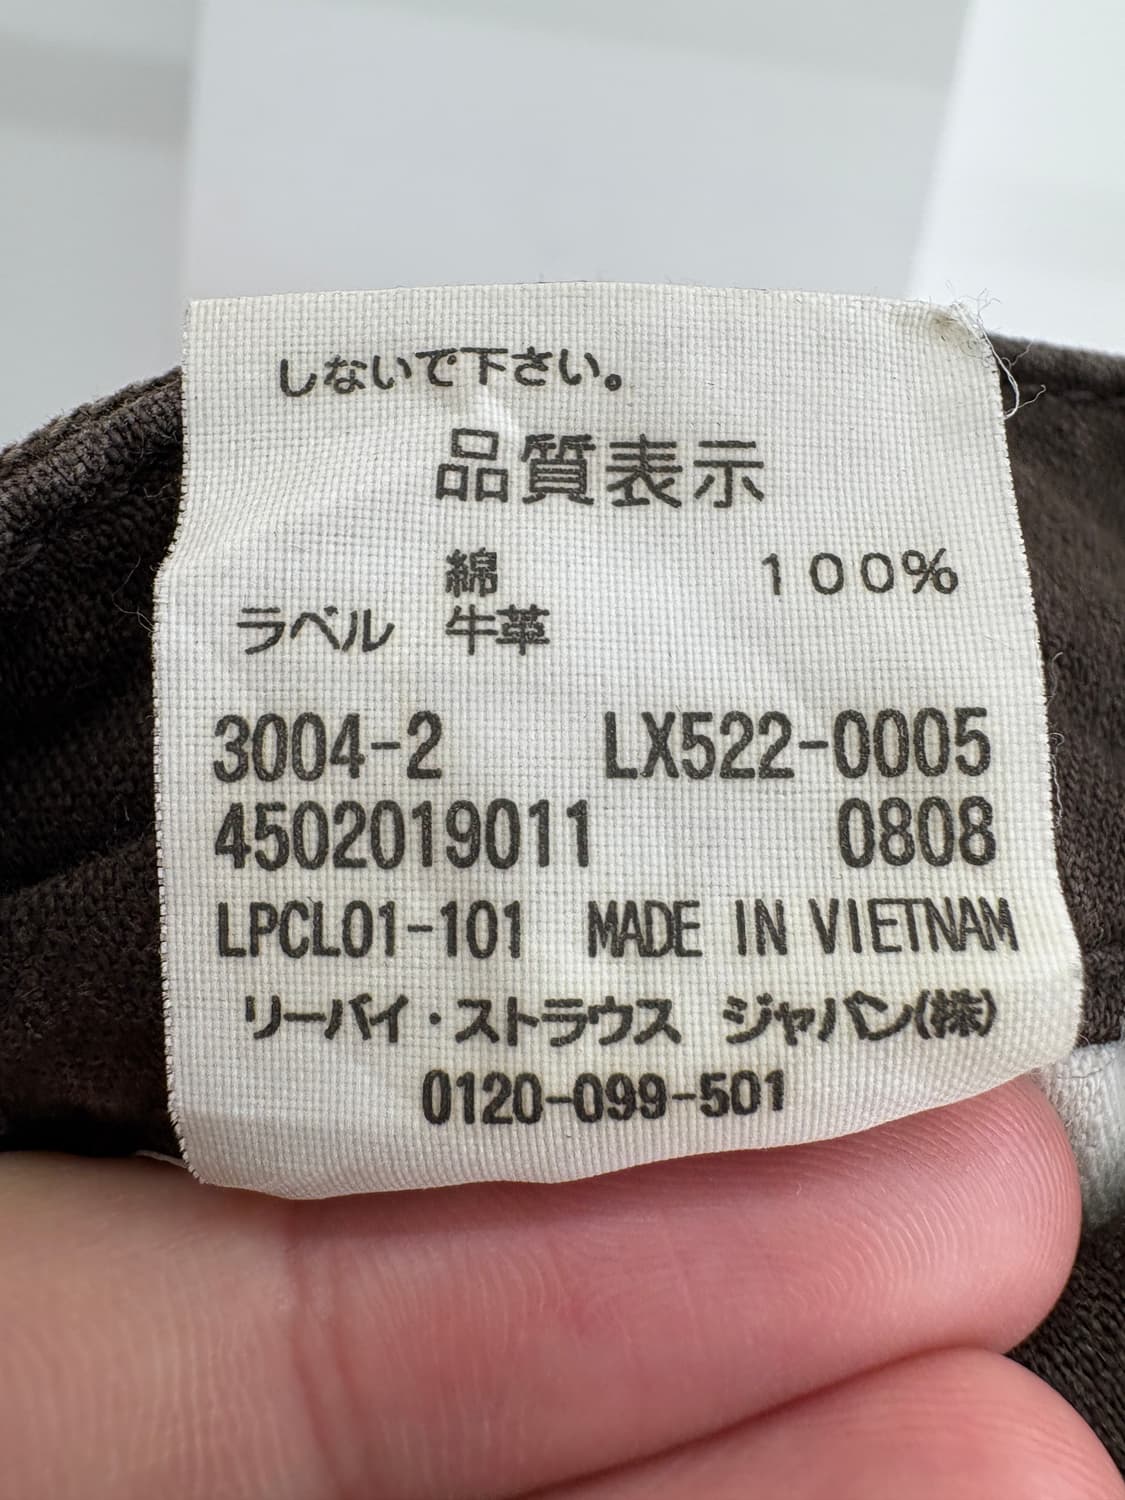 しないで下さい。
品質表示
綿 100%
ラベル 牛革
3004-2 LX522-0005
4502019011 0808
LPCL01-101 MADE IN VIETNAM
リーバイ・ストラウス ジャパン(株)
0120-099-501